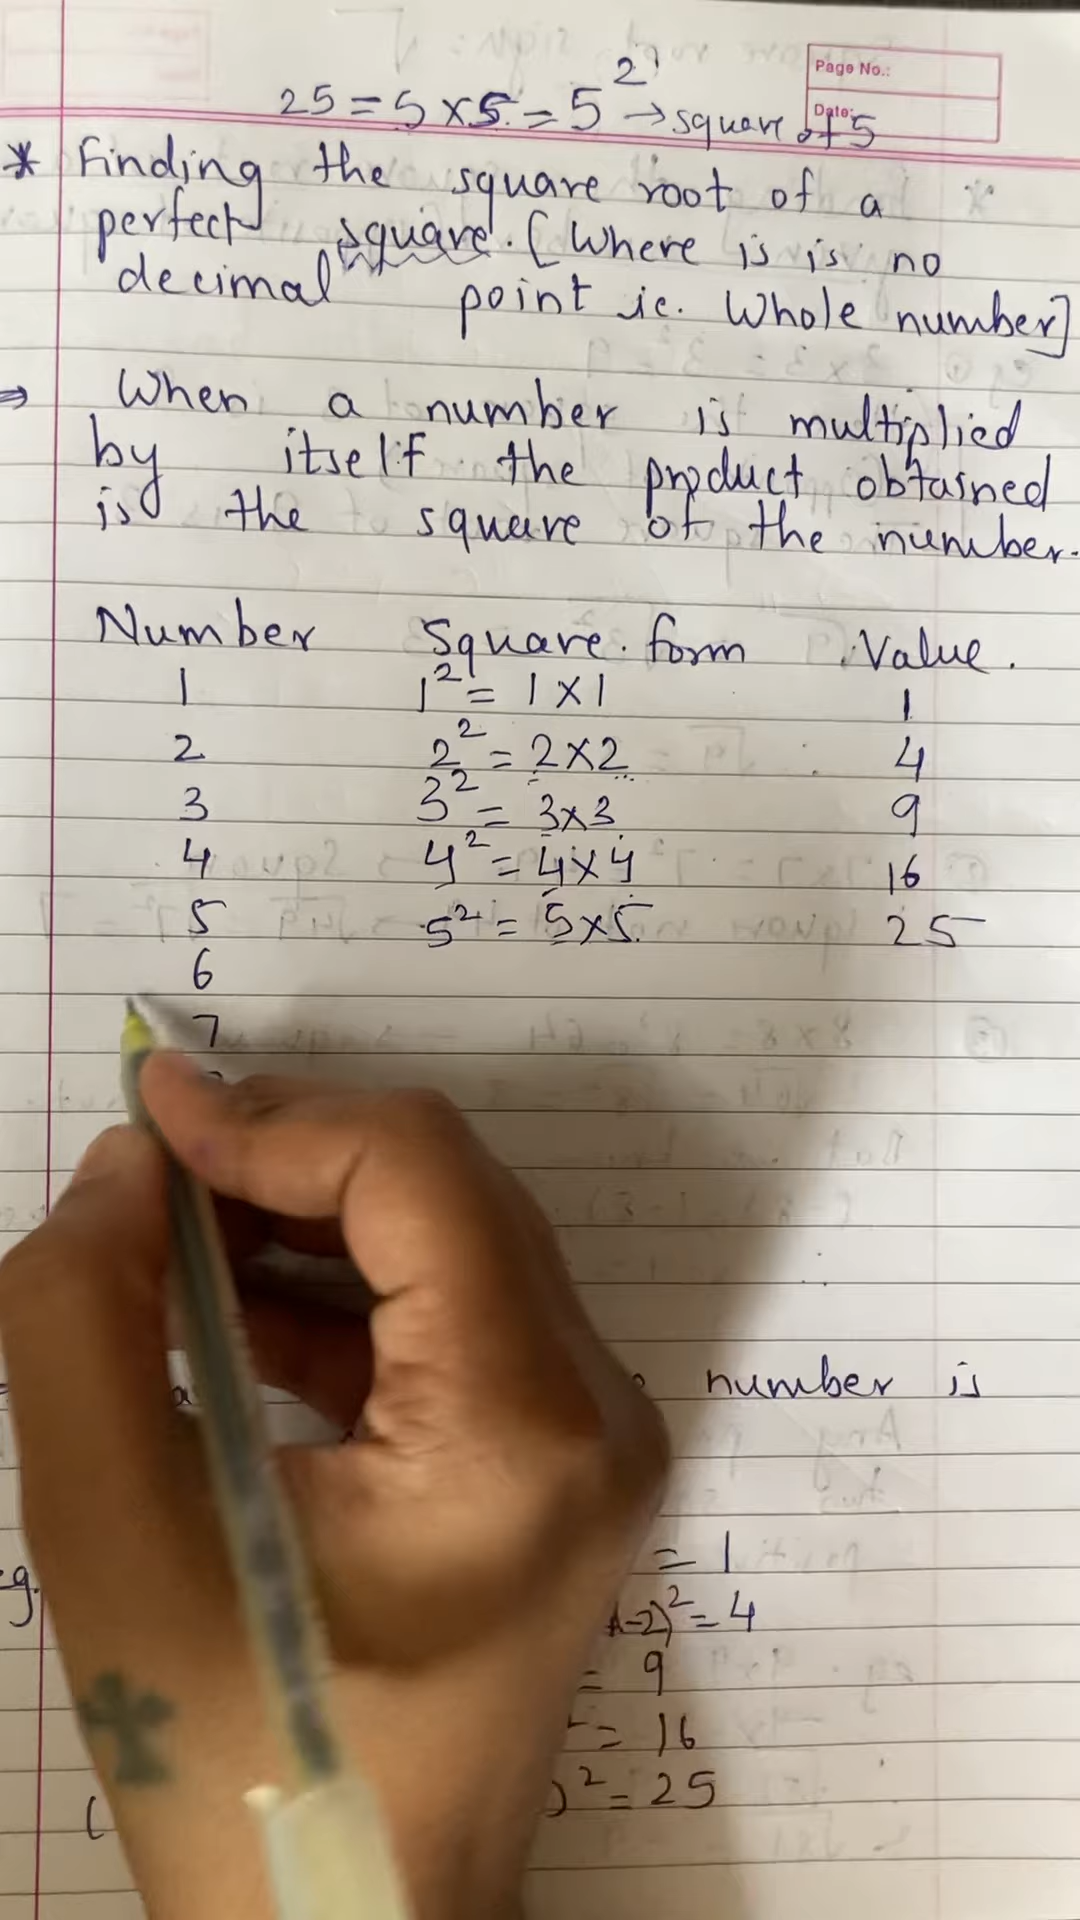 Page No.:
Date:
25 = 5 × 5 = 5² → square of 5
* Finding the square root of a
perfect square. [Where is is no
decimal point ie. Whole number]
⇒ When a number is multiplied
by itself the product obtained
is the square of the number.
Number Square form Value.
1 1² = 1 × 1 1
2 2² = 2 × 2 4
3 3² = 3 × 3 9
4 4² = 4 × 4 16
5 5² = 5 × 5 25
6
7
number is
= 1
-2)² = 4
eg.
= 9
² = 16
( )² = 25